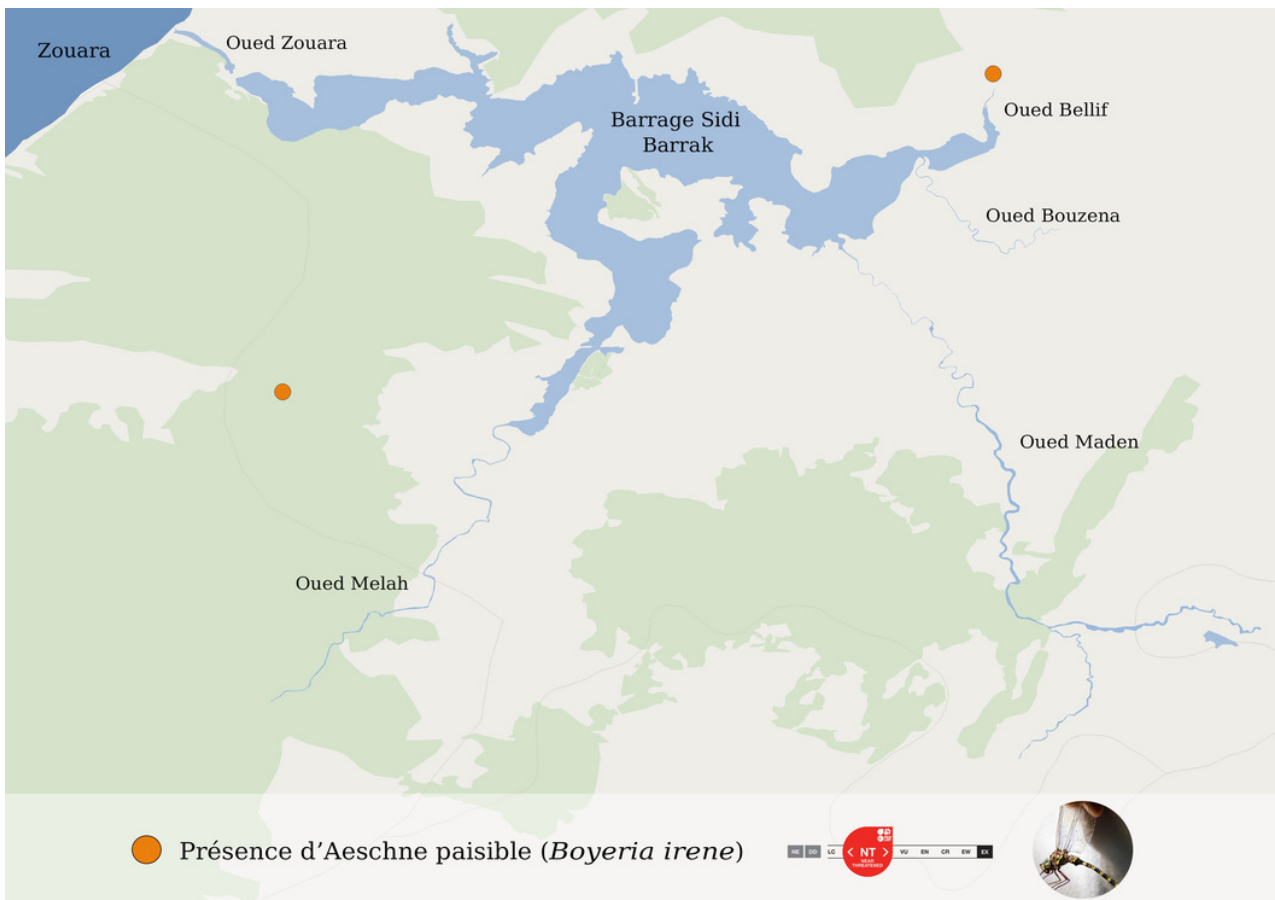 Zouara
Oued Zouara
Barrage Sidi
Barrak
Oued Bellif
Oued Bouzena
Oued Maden
Oued Melah
Présence d'Aeschne paisible (Boyeria irene)
NE DD LC < NT > VU EN CR EW EX
NEAR
THREATENED